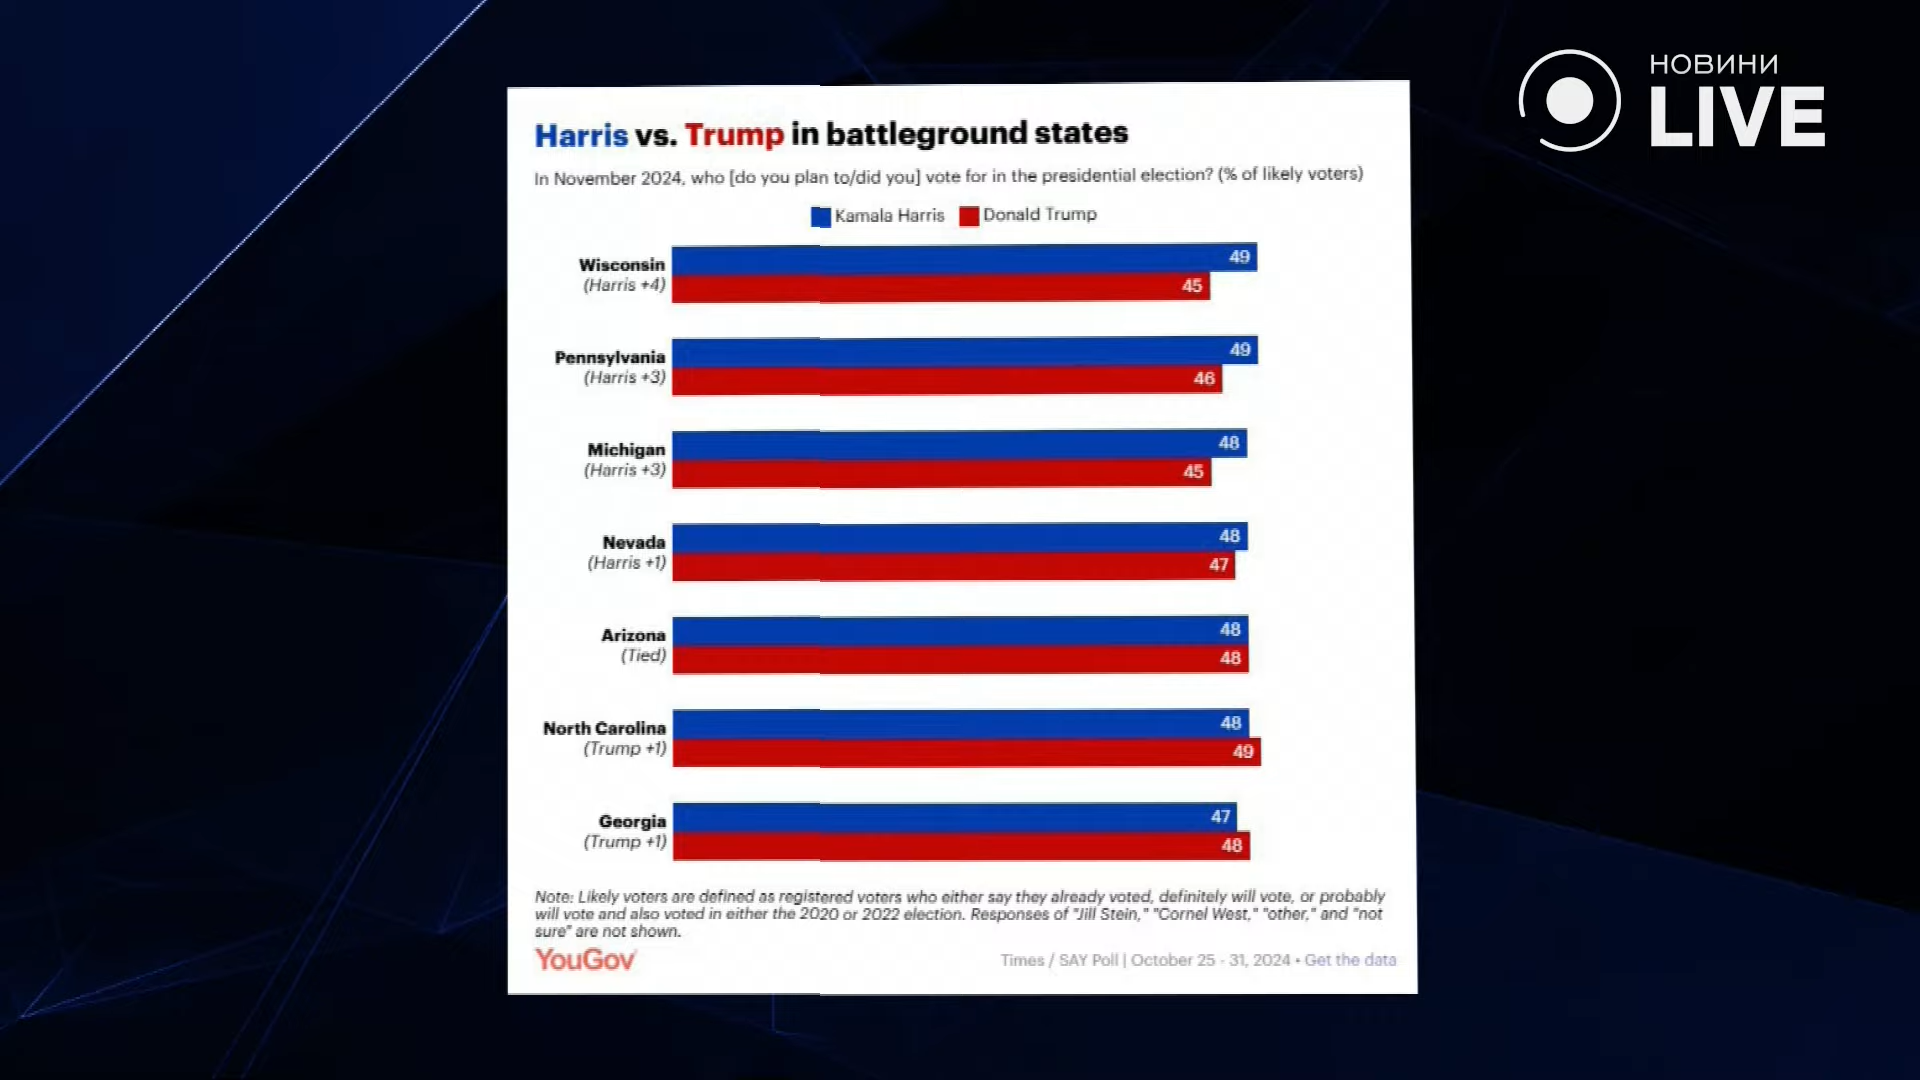 НОВИНИ
LIVE
Harris vs. Trump in battleground states
In November 2024, who [do you plan to/did you] vote for in the presidential election? (% of likely voters)
Kamala Harris Donald Trump
Wisconsin
(Harris +4)
49
45
Pennsylvania
(Harris +3)
49
46
Michigan
(Harris +3)
48
45
Nevada
(Harris +1)
48
47
Arizona
(Tied)
48
48
North Carolina
(Trump +1)
48
49
Georgia
(Trump +1)
47
48
Note: Likely voters are defined as registered voters who either say they already voted, definitely will vote, or probably
will vote and also voted in either the 2020 or 2022 election. Responses of "Jill Stein," "Cornel West," "other," and "not
sure" are not shown.
YouGov
Times / SAY Poll | October 25 - 31, 2024 • Get the data